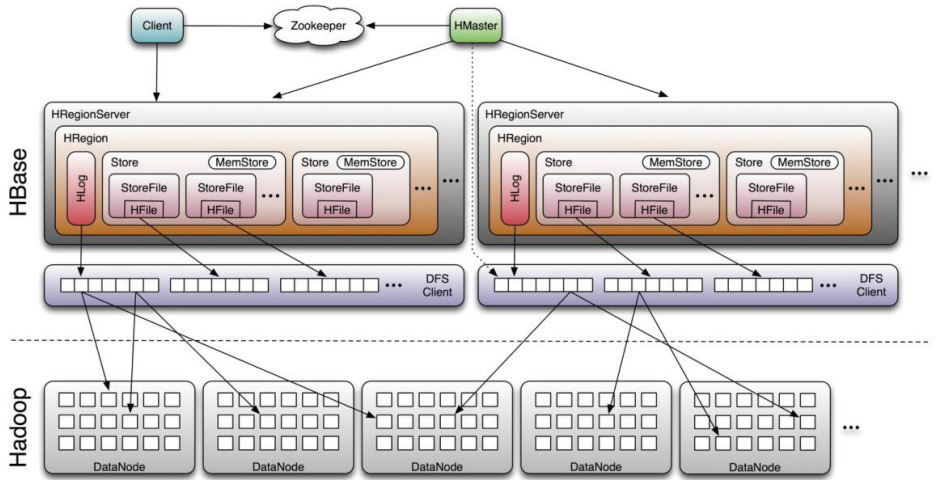 Client
Zookeeper
HMaster
HBase
HRegionServer
HRegion
HLog
Store
MemStore
StoreFile
HFile
StoreFile
HFile
...
Store
MemStore
StoreFile
HFile
...
...
HRegionServer
HRegion
HLog
Store
MemStore
StoreFile
HFile
StoreFile
HFile
...
Store
MemStore
StoreFile
HFile
...
...
...
...
DFS
Client
...
DFS
Client
Hadoop
DataNode
DataNode
DataNode
DataNode
DataNode
...